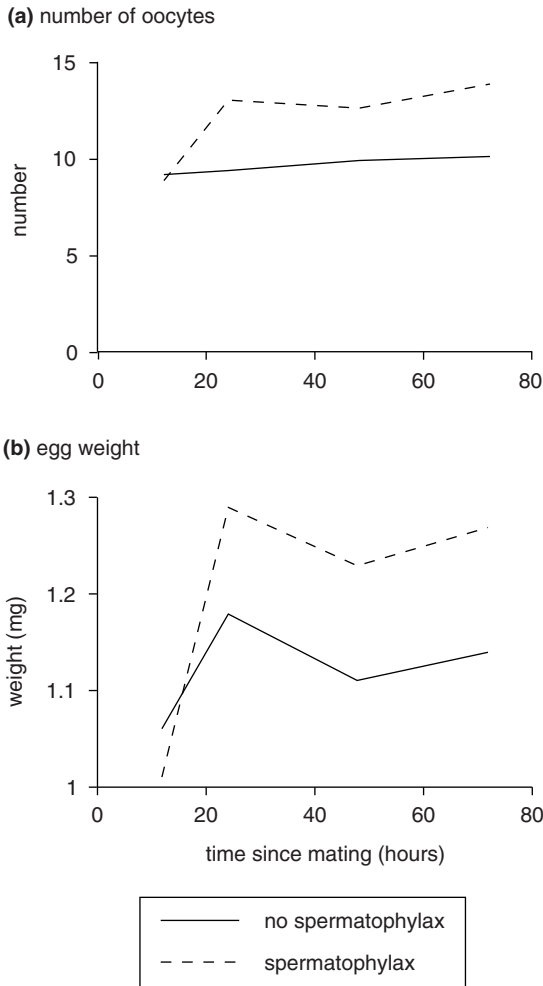 (a) number of oocytes
15
10
5
0
number
0 20 40 60 80
(b) egg weight
1.3
1.2
1.1
1
weight (mg)
0 20 40 60 80
time since mating (hours)
no spermatophylax
spermatophylax